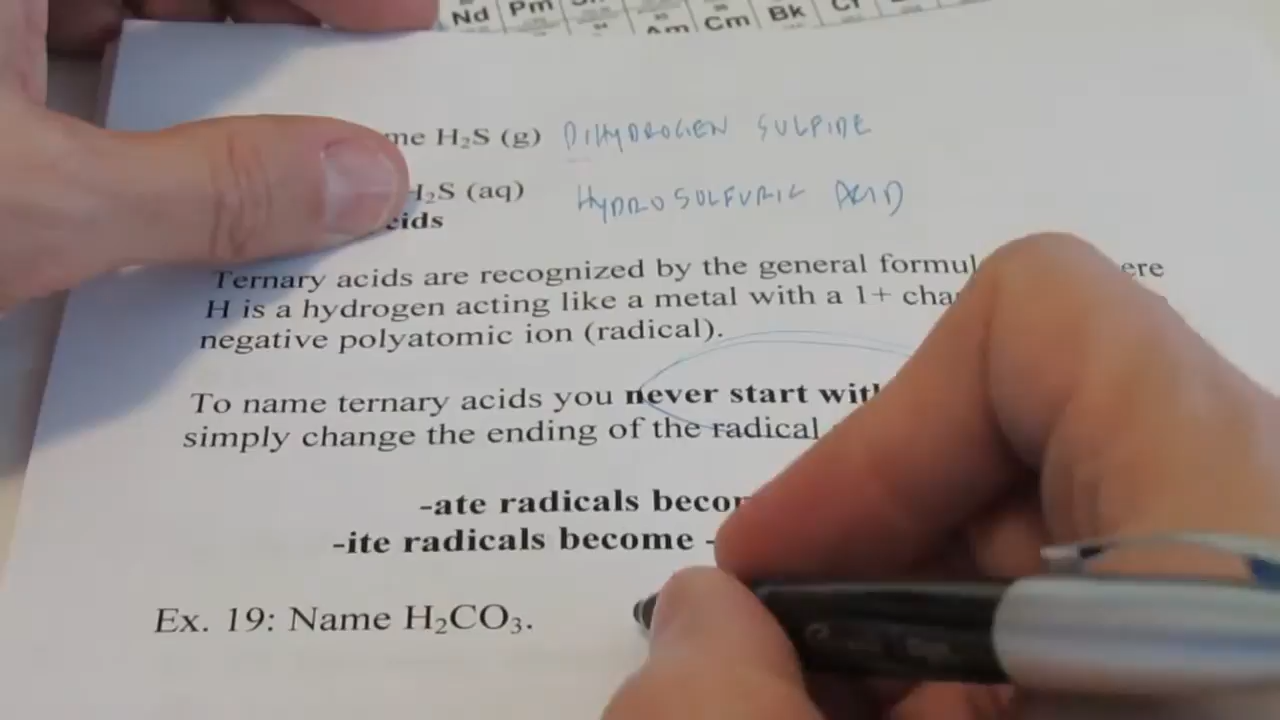 Nd Pm Am Cm Bk Cf
me H₂S (g) DIHYDROGEN SULPIDE
H₂S (aq) HYDROSULFURIC ACID
cids
Ternary acids are recognized by the general formul ere
H is a hydrogen acting like a metal with a 1+ cha
negative polyatomic ion (radical).
To name ternary acids you never start wit
simply change the ending of the radical
-ate radicals becom
-ite radicals become -
Ex. 19: Name H₂CO₃.